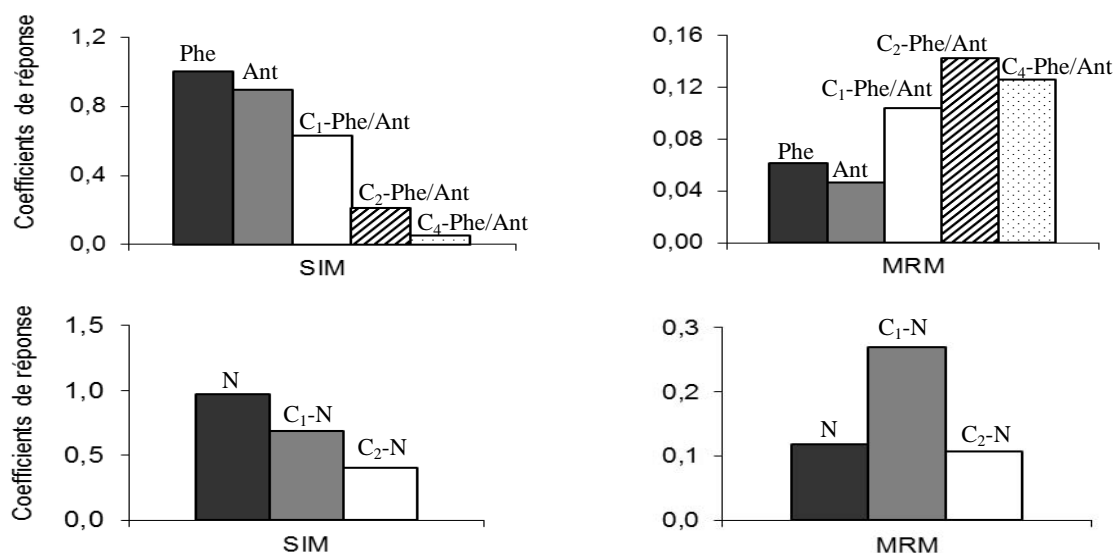 Coefficients de réponse
1,2
0,8
0,4
0,0
Phe
Ant
C₁-Phe/Ant
C₂-Phe/Ant
C₄-Phe/Ant
SIM
0,16
0,12
0,08
0,04
0,00
Phe
Ant
C₁-Phe/Ant
C₂-Phe/Ant
C₄-Phe/Ant
MRM
Coefficients de réponse
1,5
1,0
0,5
0,0
N
C₁-N
C₂-N
SIM
0,3
0,2
0,1
0,0
N
C₁-N
C₂-N
MRM